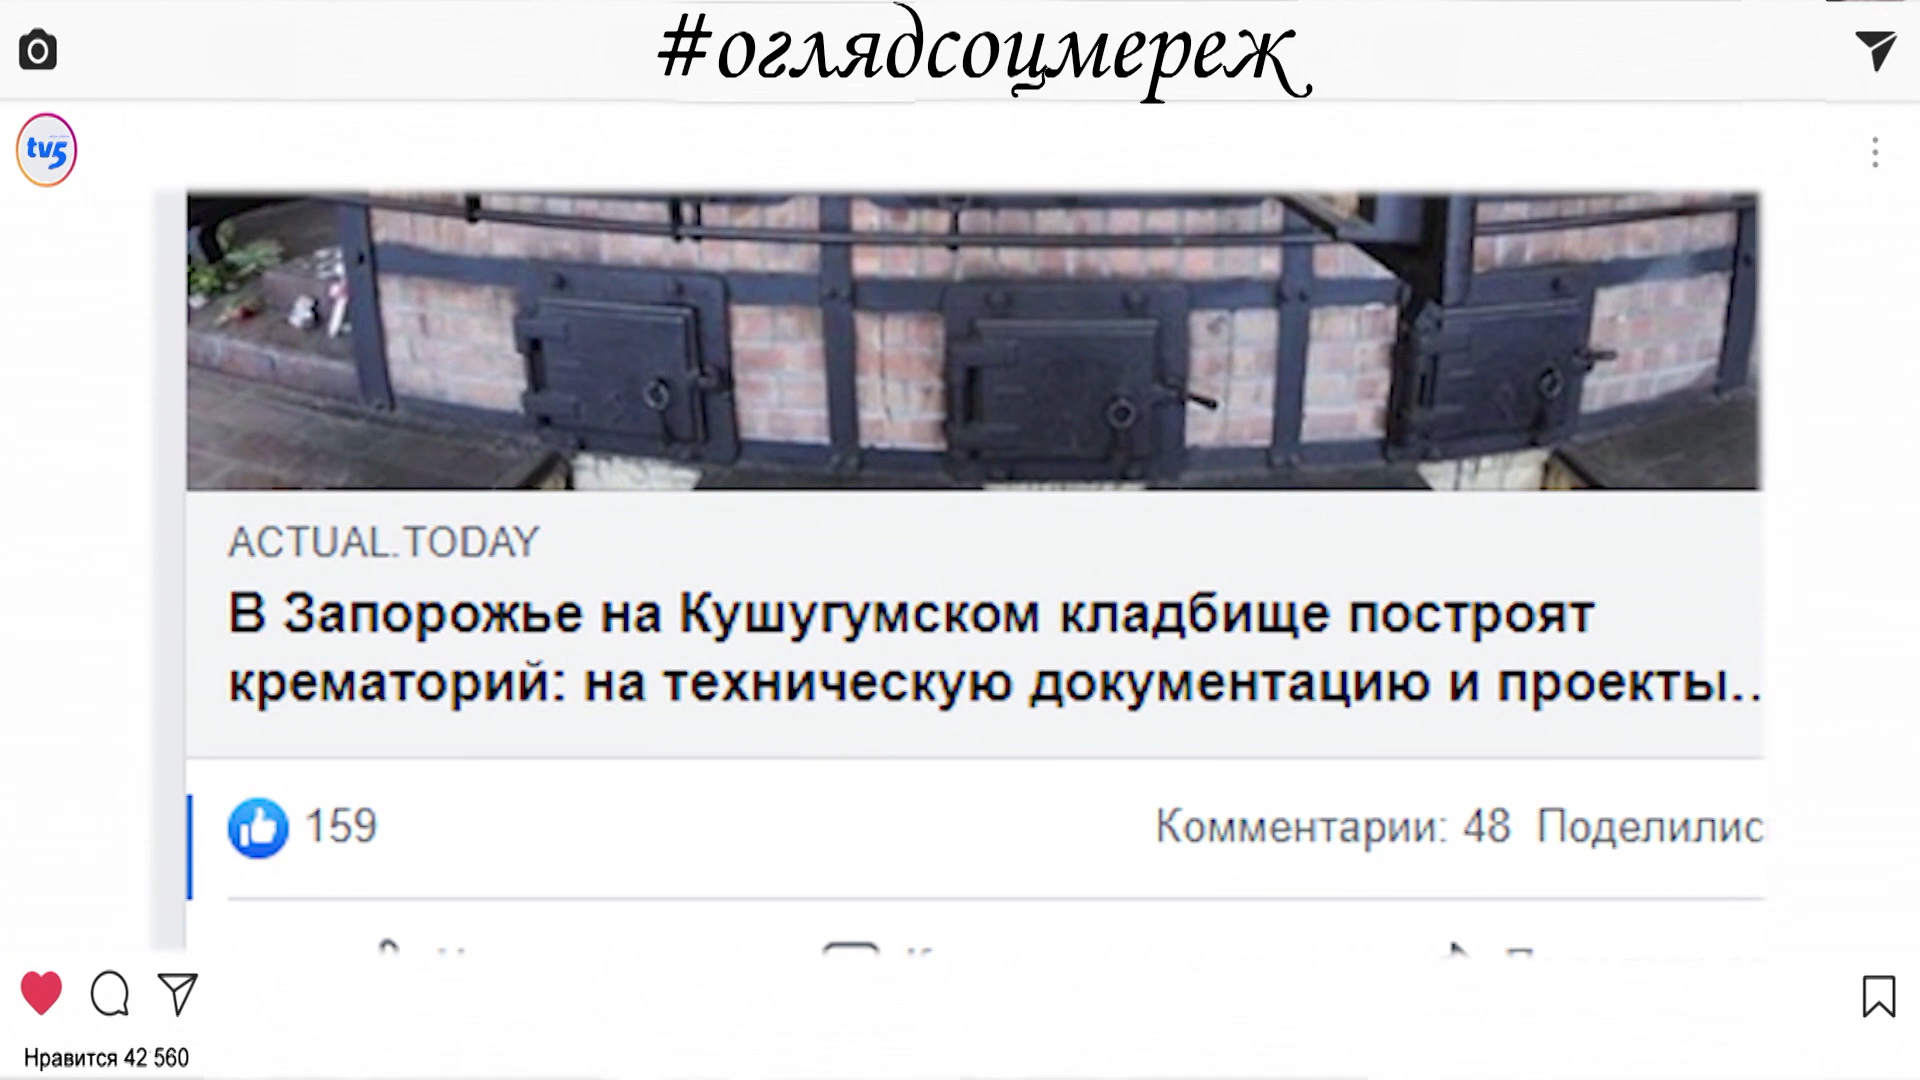 #оглядсоцмереж
tv5
ACTUAL.TODAY
В Запорожье на Кушугумском кладбище построят
крематорий: на техническую документацию и проекты..
159
Комментарии: 48 Поделилис
Нравится 42 560